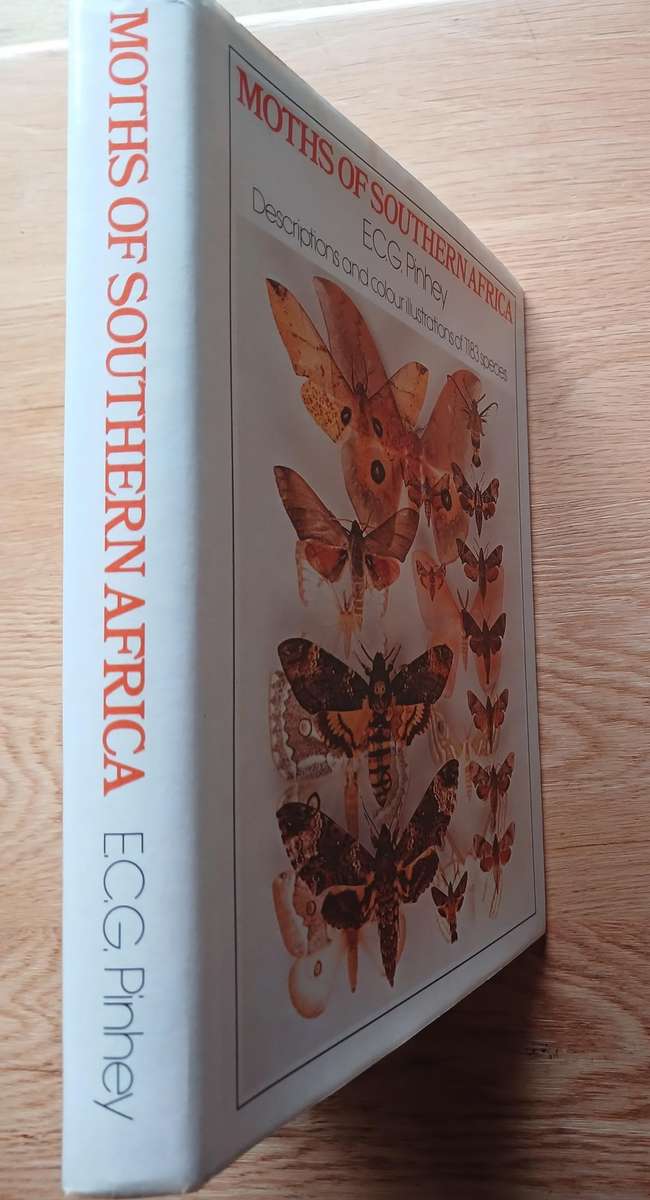 MOTHS OF SOUTHERN AFRICA E.C.G. Pinhey
MOTHS OF SOUTHERN AFRICA
E.C.G. Pinhey
Descriptions and colour illustrations of 1183 species